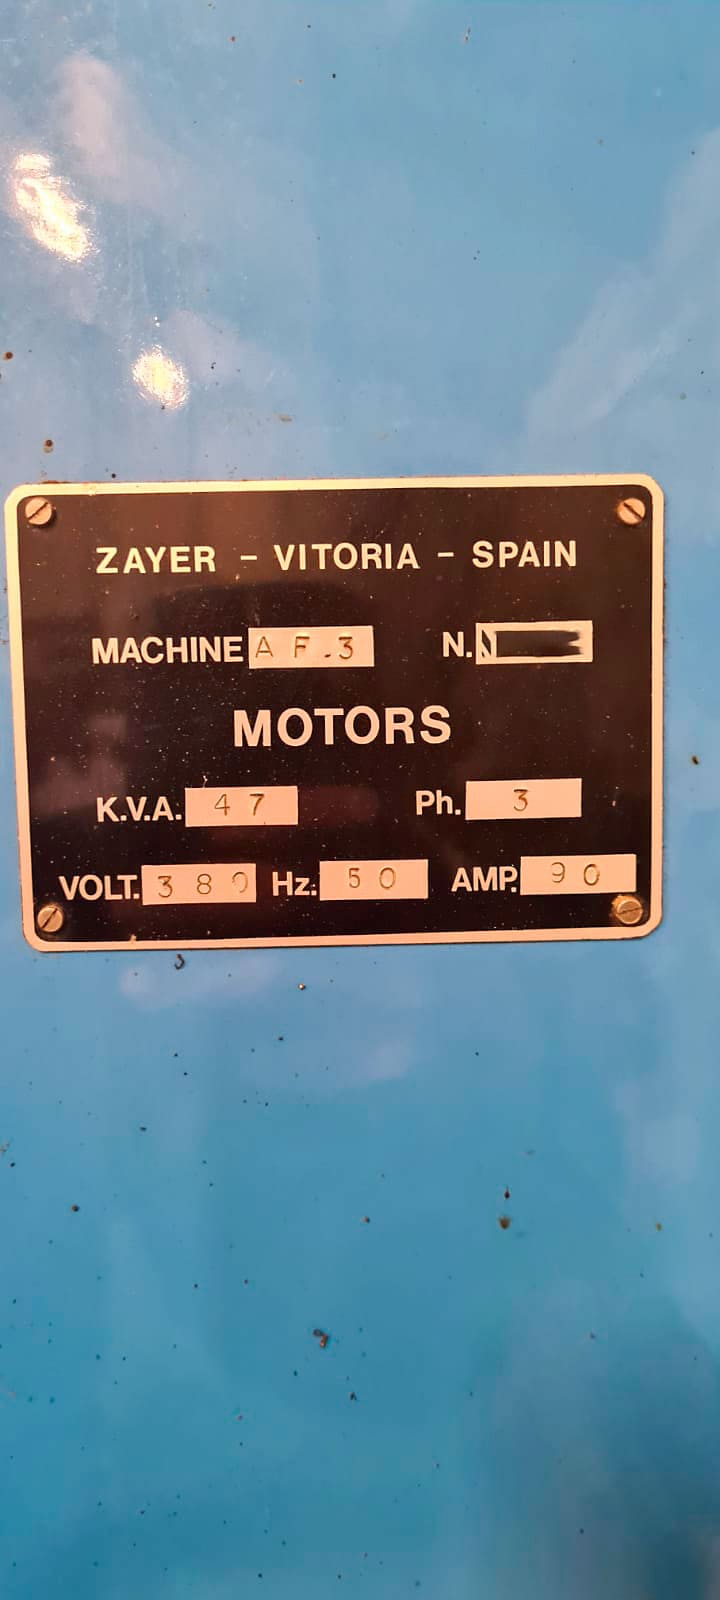 ZAYER - VITORIA - SPAIN
MACHINE A F.3 N.
MOTORS
K.V.A. 47 Ph. 3
VOLT. 380 Hz. 50 AMP. 90